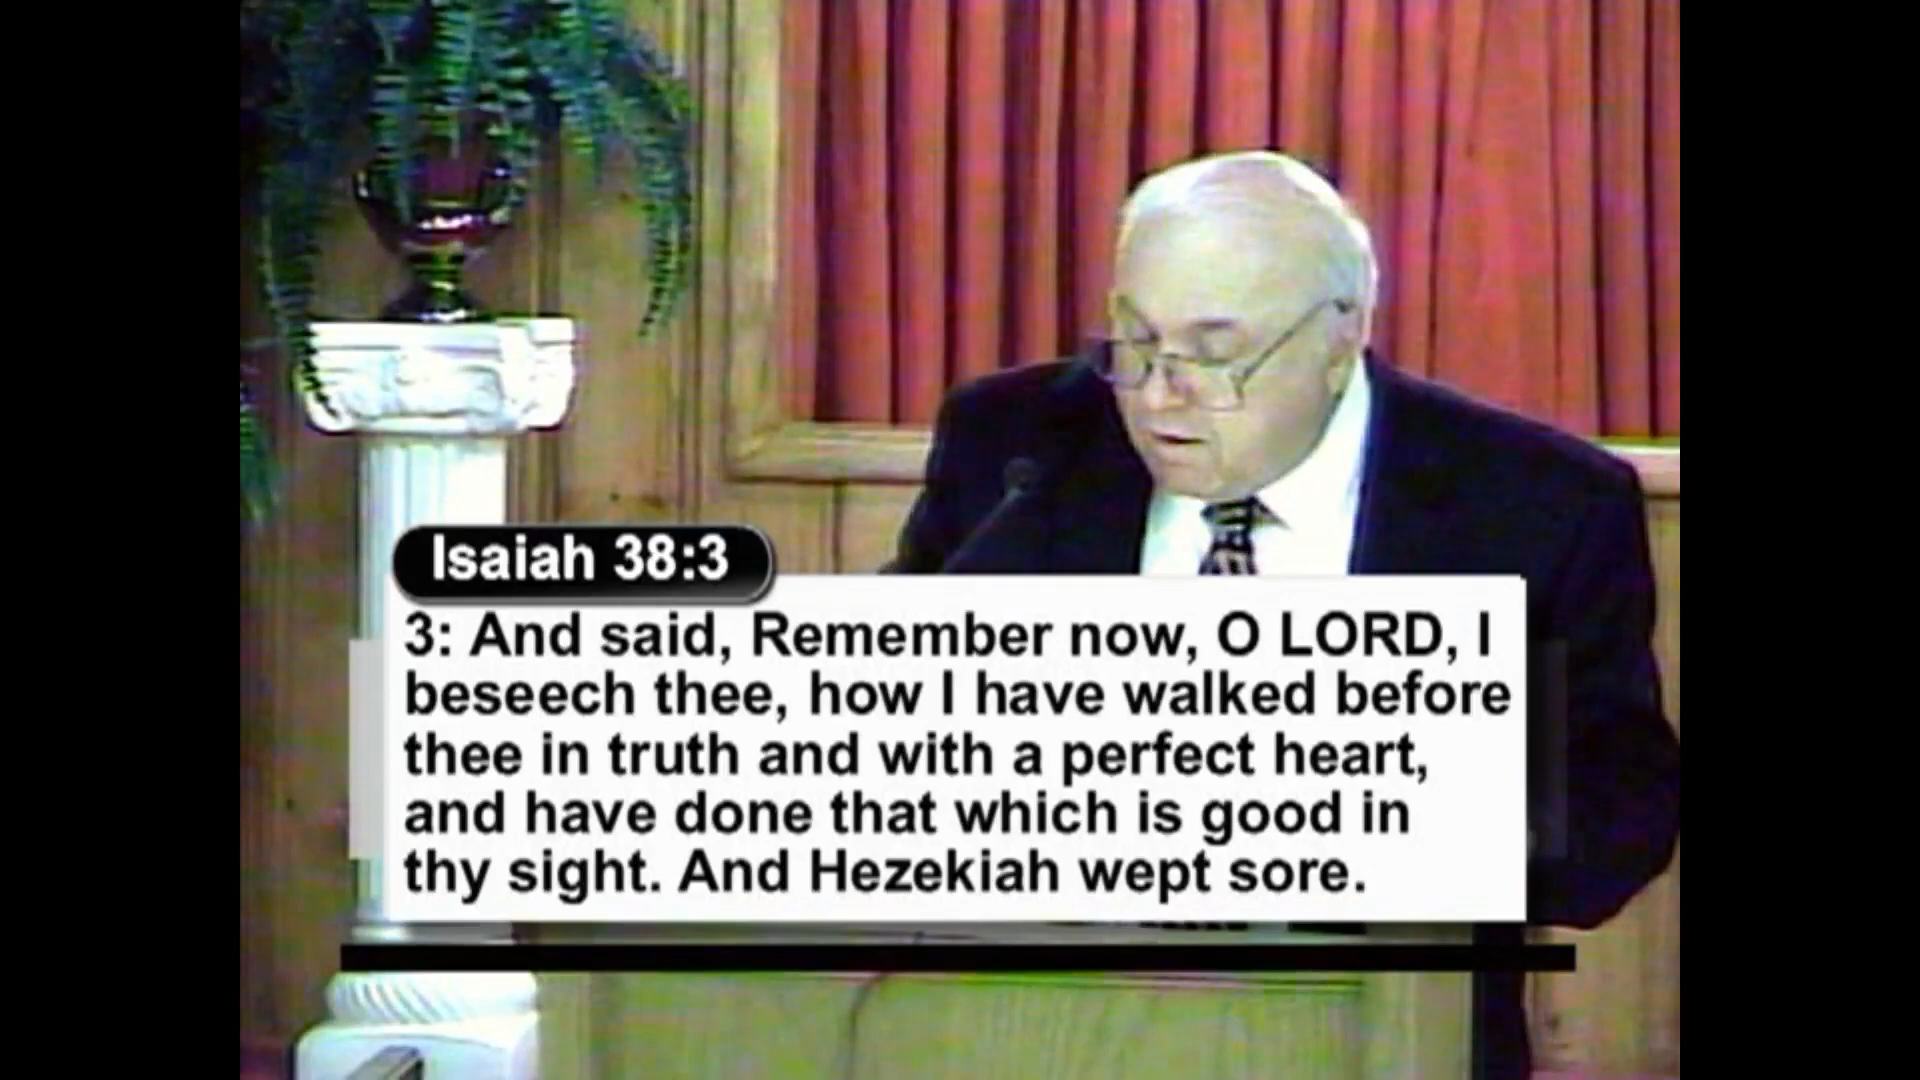 Isaiah 38:3
3: And said, Remember now, O LORD, I
beseech thee, how I have walked before
thee in truth and with a perfect heart,
and have done that which is good in
thy sight. And Hezekiah wept sore.